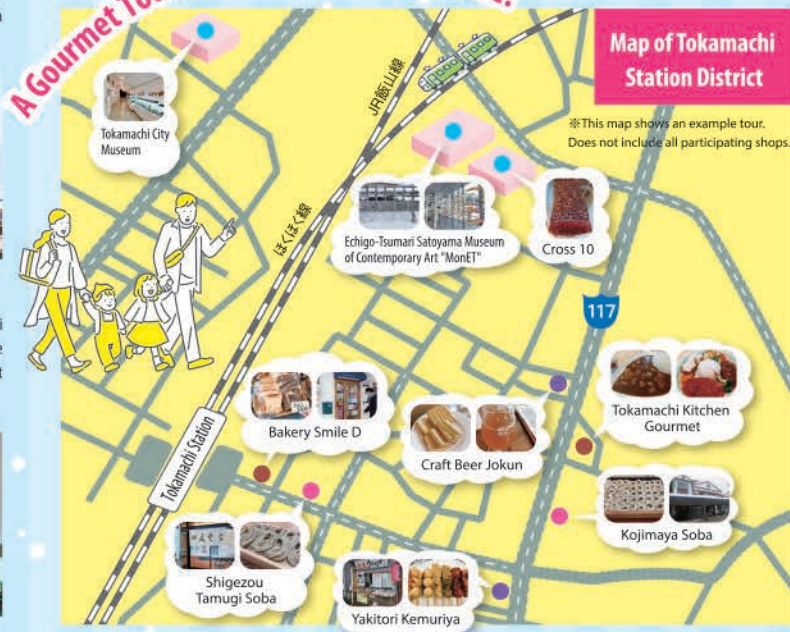 A Gourmet Tou
Map of Tokamachi
Station District
※This map shows an example tour.
Does not include all participating shops.
JR飯山線
ほくほく線
Tokamachi City
Museum
Echigo-Tsumari Satoyama Museum
of Contemporary Art "MonET"
Cross 10
117
Tokamachi Station
Bakery Smile D
Craft Beer Jokun
Tokamachi Kitchen
Gourmet
Kojimaya Soba
Shigezou
Tamugi Soba
Yakitori Kemuriya